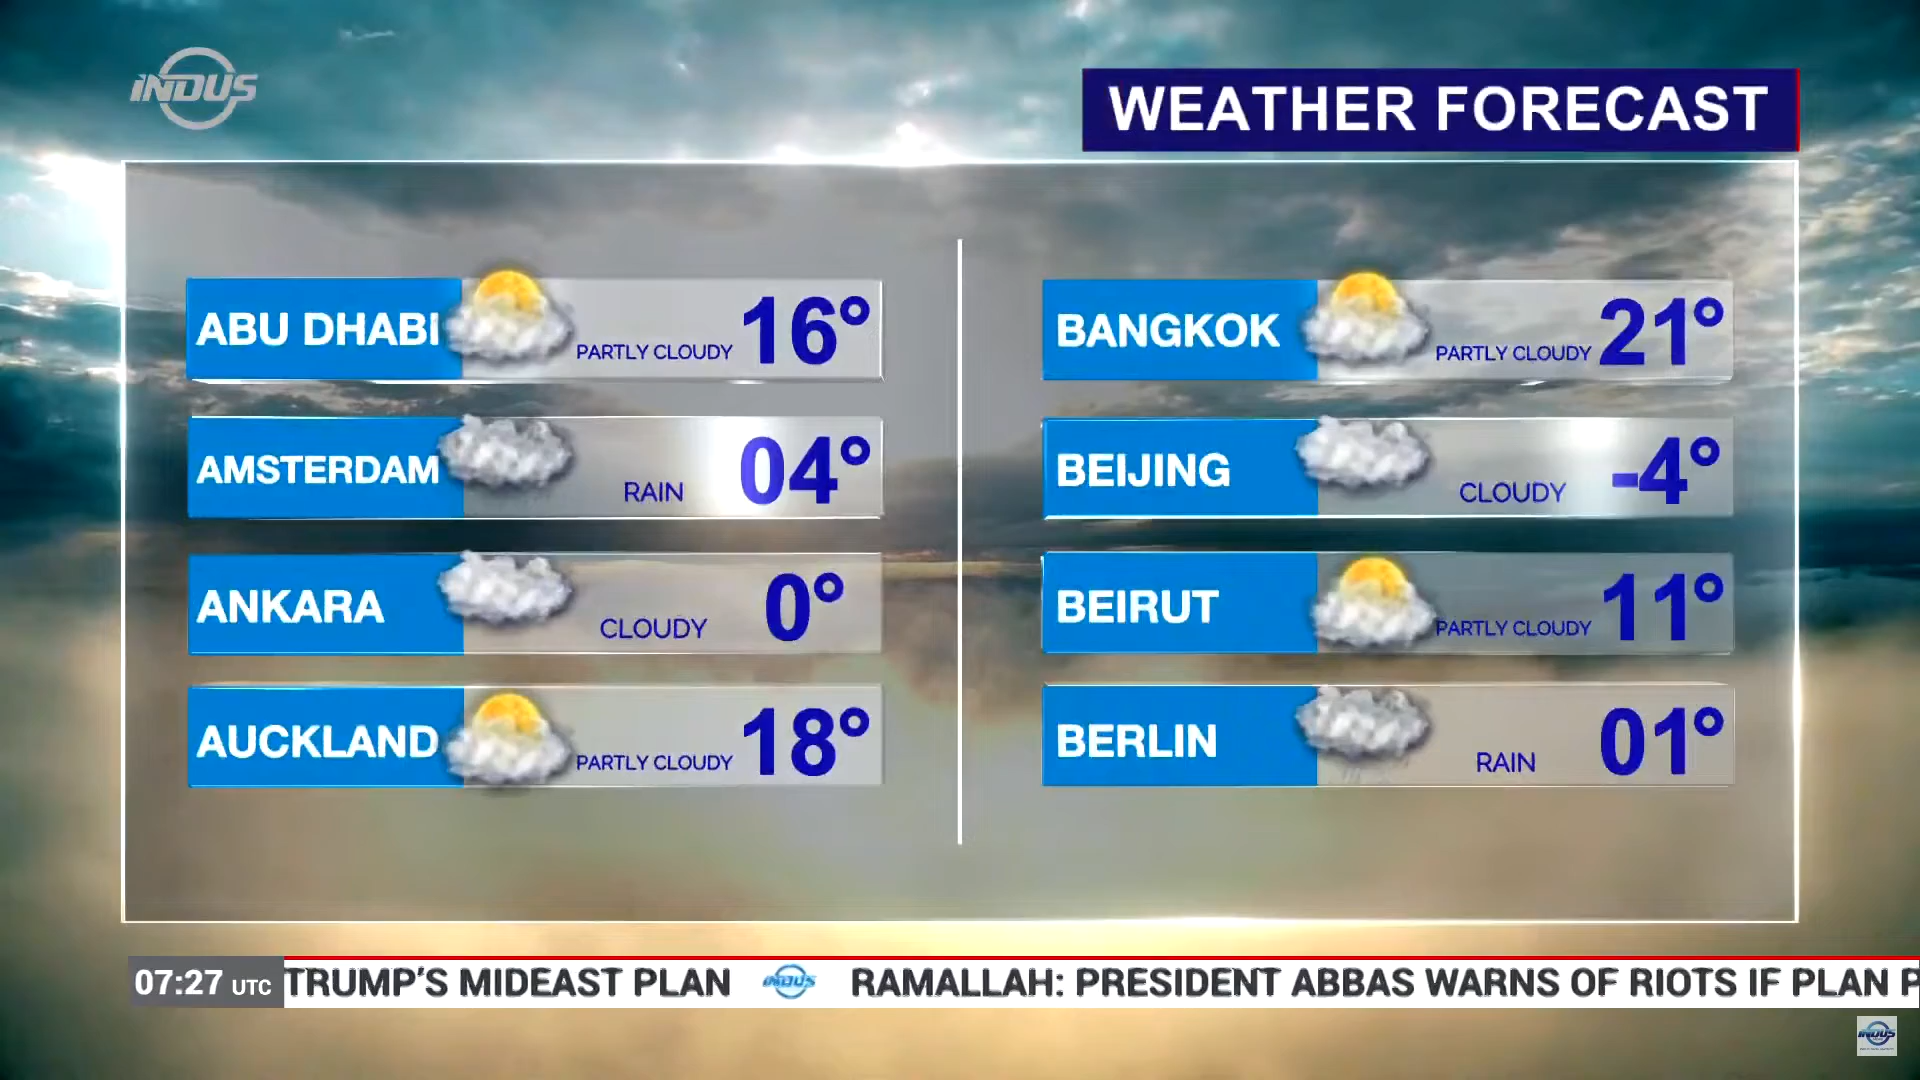 INDUS
WEATHER FORECAST
ABU DHABI PARTLY CLOUDY 16°
AMSTERDAM RAIN 04°
ANKARA CLOUDY 0°
AUCKLAND PARTLY CLOUDY 18°
BANGKOK PARTLY CLOUDY 21°
BEIJING CLOUDY -4°
BEIRUT PARTLY CLOUDY 11°
BERLIN RAIN 01°
07:27 UTC TRUMP'S MIDEAST PLAN INDUS RAMALLAH: PRESIDENT ABBAS WARNS OF RIOTS IF PLAN P
INDUS